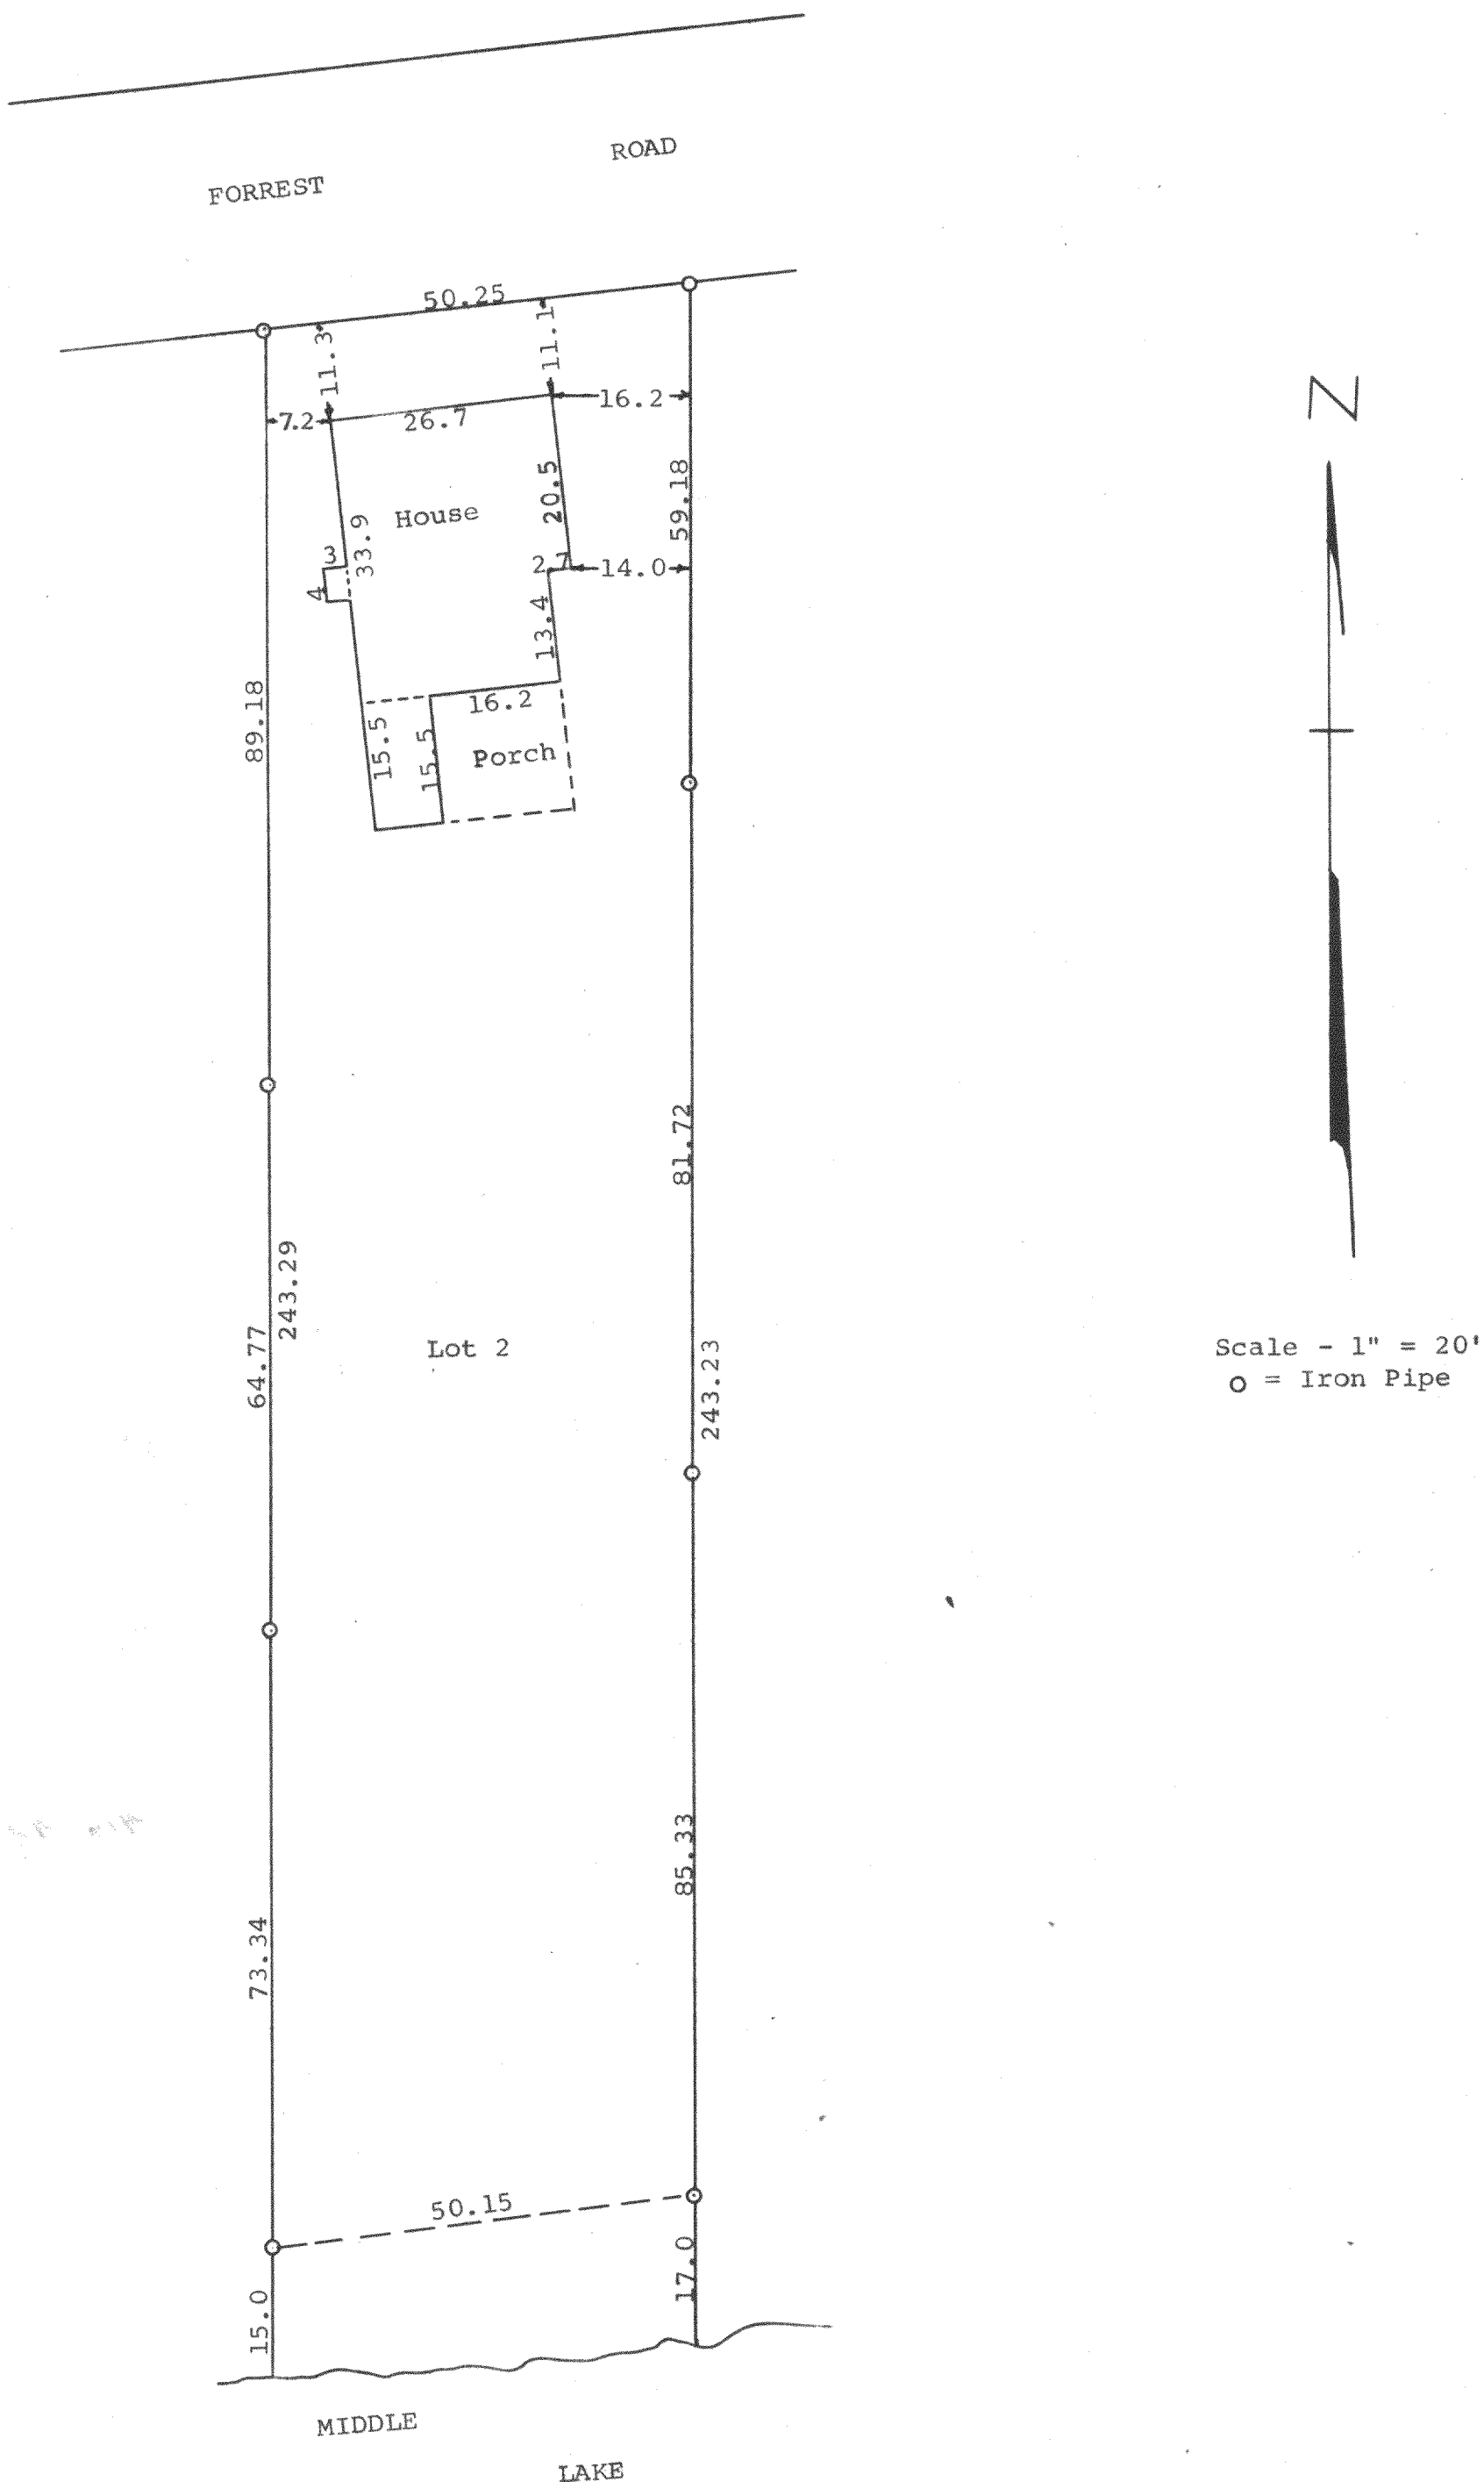 ROAD
FORREST
50.25
11.3
11.1
7.2
26.7
16.2
House
20.5
59.18
33.9
3
4
2.7
14.0
13.4
89.18
16.2
15.5
15.5
Porch
81.72
243.29
64.77
Lot 2
243.23
N
Scale - 1" = 20'
o = Iron Pipe
85.33
73.34
50.15
15.0
17.0
MIDDLE
LAKE